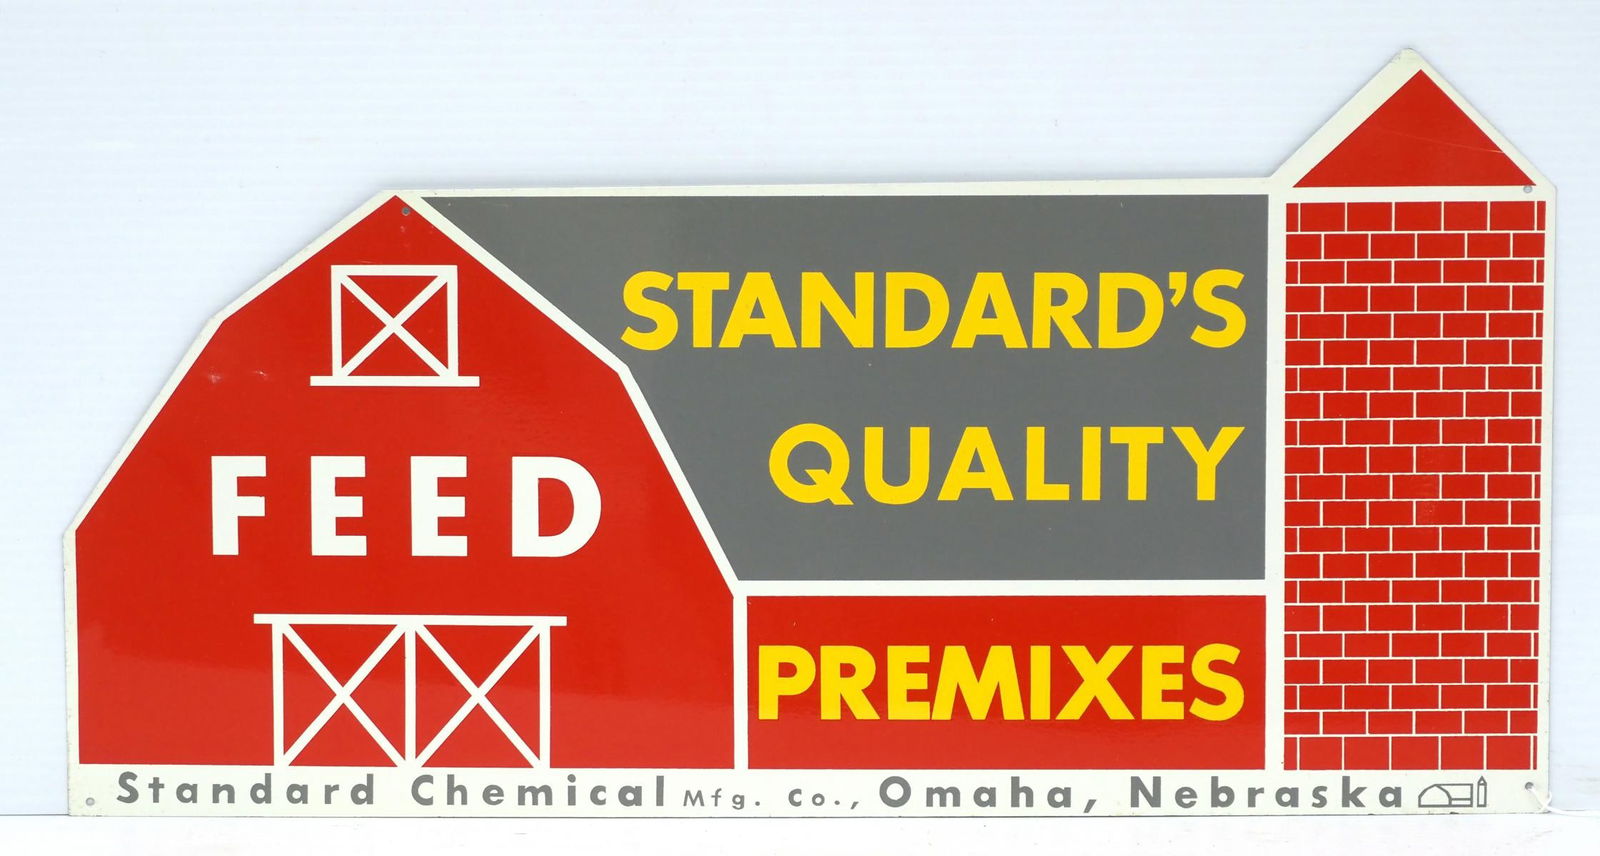 FEED
STANDARD'S
QUALITY
PREMIXES
Standard Chemical Mfg. Co., Omaha, Nebraska